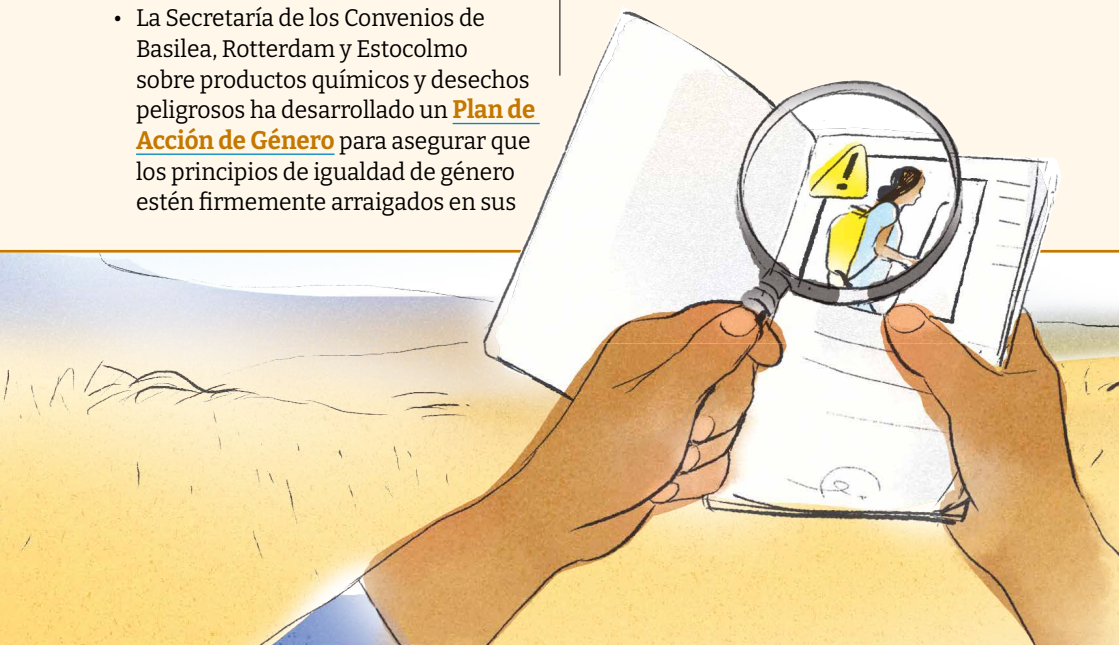 • La Secretaría de los Convenios de
Basilea, Rotterdam y Estocolmo
sobre productos químicos y desechos
peligrosos ha desarrollado un Plan de
Acción de Género para asegurar que
los principios de igualdad de género
estén firmemente arraigados en sus